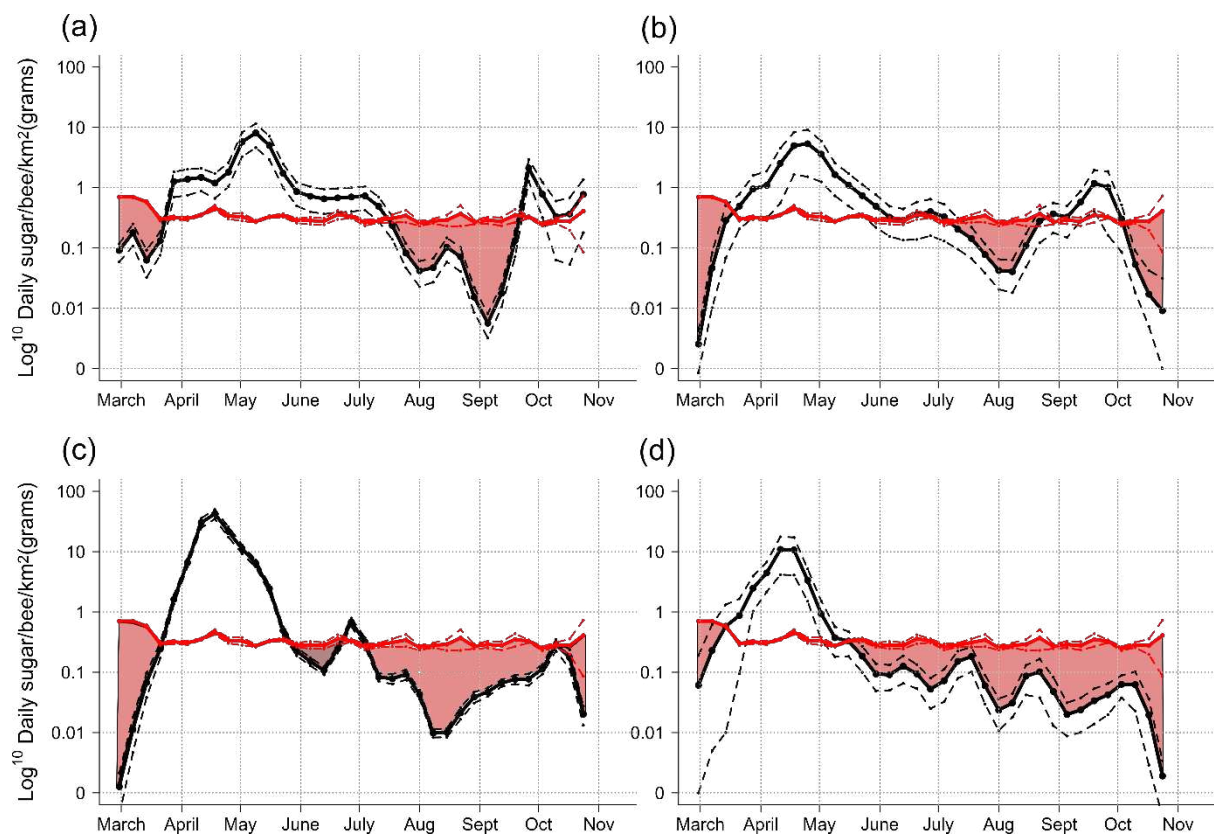 (a)
(b)
Log¹⁰ Daily sugar/bee/km²(grams)
100
10
1
0.1
0.01
0
March April May June July Aug Sept Oct Nov
100
10
1
0.1
0.01
0
March April May June July Aug Sept Oct Nov
(c)
(d)
Log¹⁰ Daily sugar/bee/km²(grams)
100
10
1
0.1
0.01
0
March April May June July Aug Sept Oct Nov
100
10
1
0.1
0.01
0
March April May June July Aug Sept Oct Nov